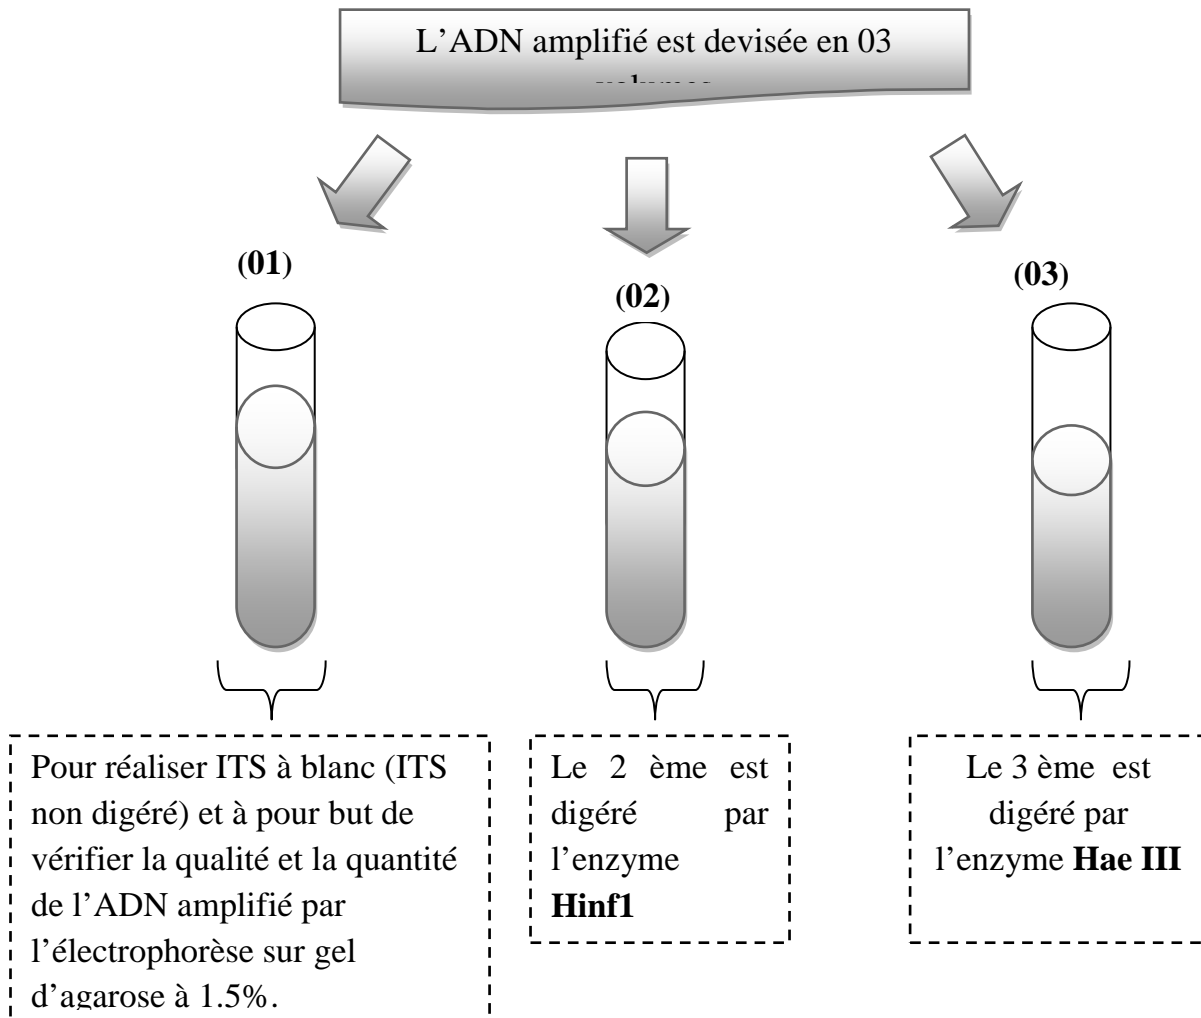 L’ADN amplifié est devisée en 03
(01)
(02)
(03)
Pour réaliser ITS à blanc (ITS
non digéré) et à pour but de
vérifier la qualité et la quantité
de l’ADN amplifié par
l’électrophorèse sur gel
d’agarose à 1.5%.
Le 2 ème est
digéré par
l’enzyme
Hinf1
Le 3 ème est
digéré par
l’enzyme Hae III